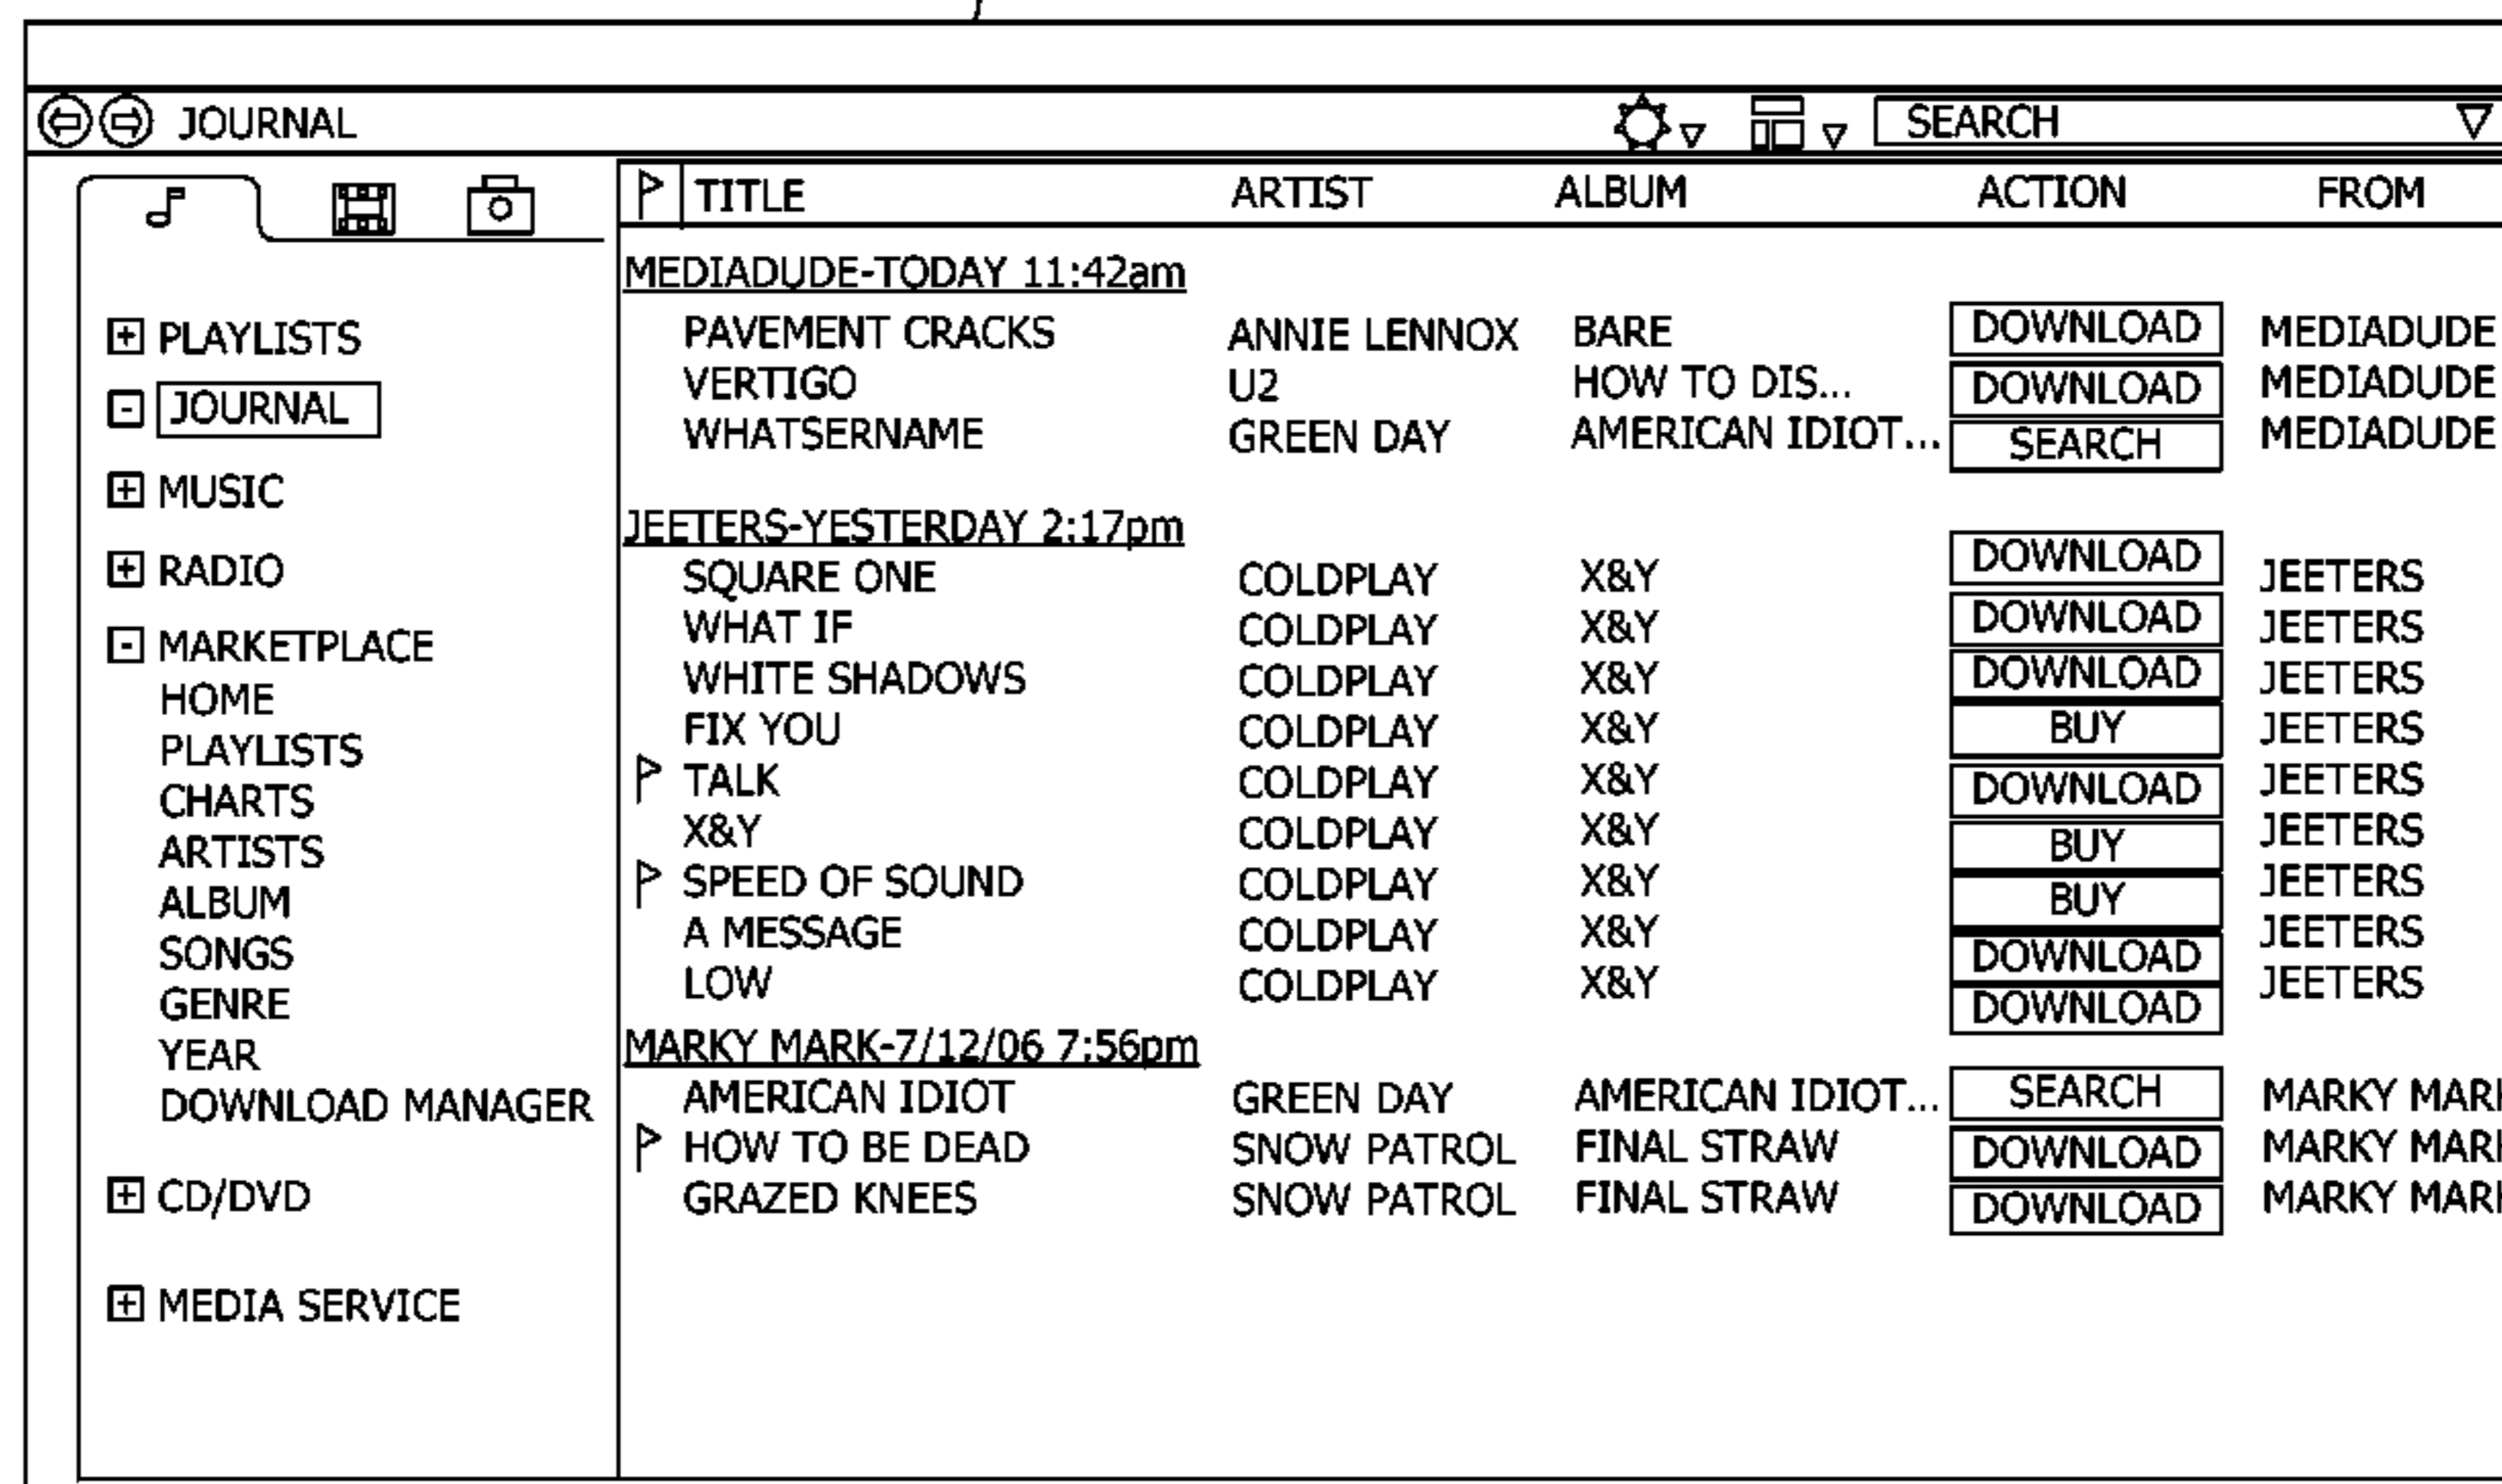 JOURNAL SEARCH
TITLE ARTIST ALBUM ACTION FROM
PLAYLISTS
JOURNAL
MUSIC
RADIO
MARKETPLACE
HOME
PLAYLISTS
CHARTS
ARTISTS
ALBUM
SONGS
GENRE
YEAR
DOWNLOAD MANAGER
CD/DVD
MEDIA SERVICE
MEDIADUDE-TODAY 11:42am
PAVEMENT CRACKS ANNIE LENNOX BARE DOWNLOAD MEDIADUDE
VERTIGO U2 HOW TO DIS... DOWNLOAD MEDIADUDE
WHATSERNAME GREEN DAY AMERICAN IDIOT... SEARCH MEDIADUDE
JEETERS-YESTERDAY 2:17pm
SQUARE ONE COLDPLAY X&Y DOWNLOAD JEETERS
WHAT IF COLDPLAY X&Y DOWNLOAD JEETERS
WHITE SHADOWS COLDPLAY X&Y DOWNLOAD JEETERS
FIX YOU COLDPLAY X&Y BUY JEETERS
TALK COLDPLAY X&Y DOWNLOAD JEETERS
X&Y COLDPLAY X&Y BUY JEETERS
SPEED OF SOUND COLDPLAY X&Y BUY JEETERS
A MESSAGE COLDPLAY X&Y DOWNLOAD JEETERS
LOW COLDPLAY X&Y DOWNLOAD JEETERS
MARKY MARK-7/12/06 7:56pm
AMERICAN IDIOT GREEN DAY AMERICAN IDIOT... SEARCH MARKY MARK
HOW TO BE DEAD SNOW PATROL FINAL STRAW DOWNLOAD MARKY MARK
GRAZED KNEES SNOW PATROL FINAL STRAW DOWNLOAD MARKY MARK